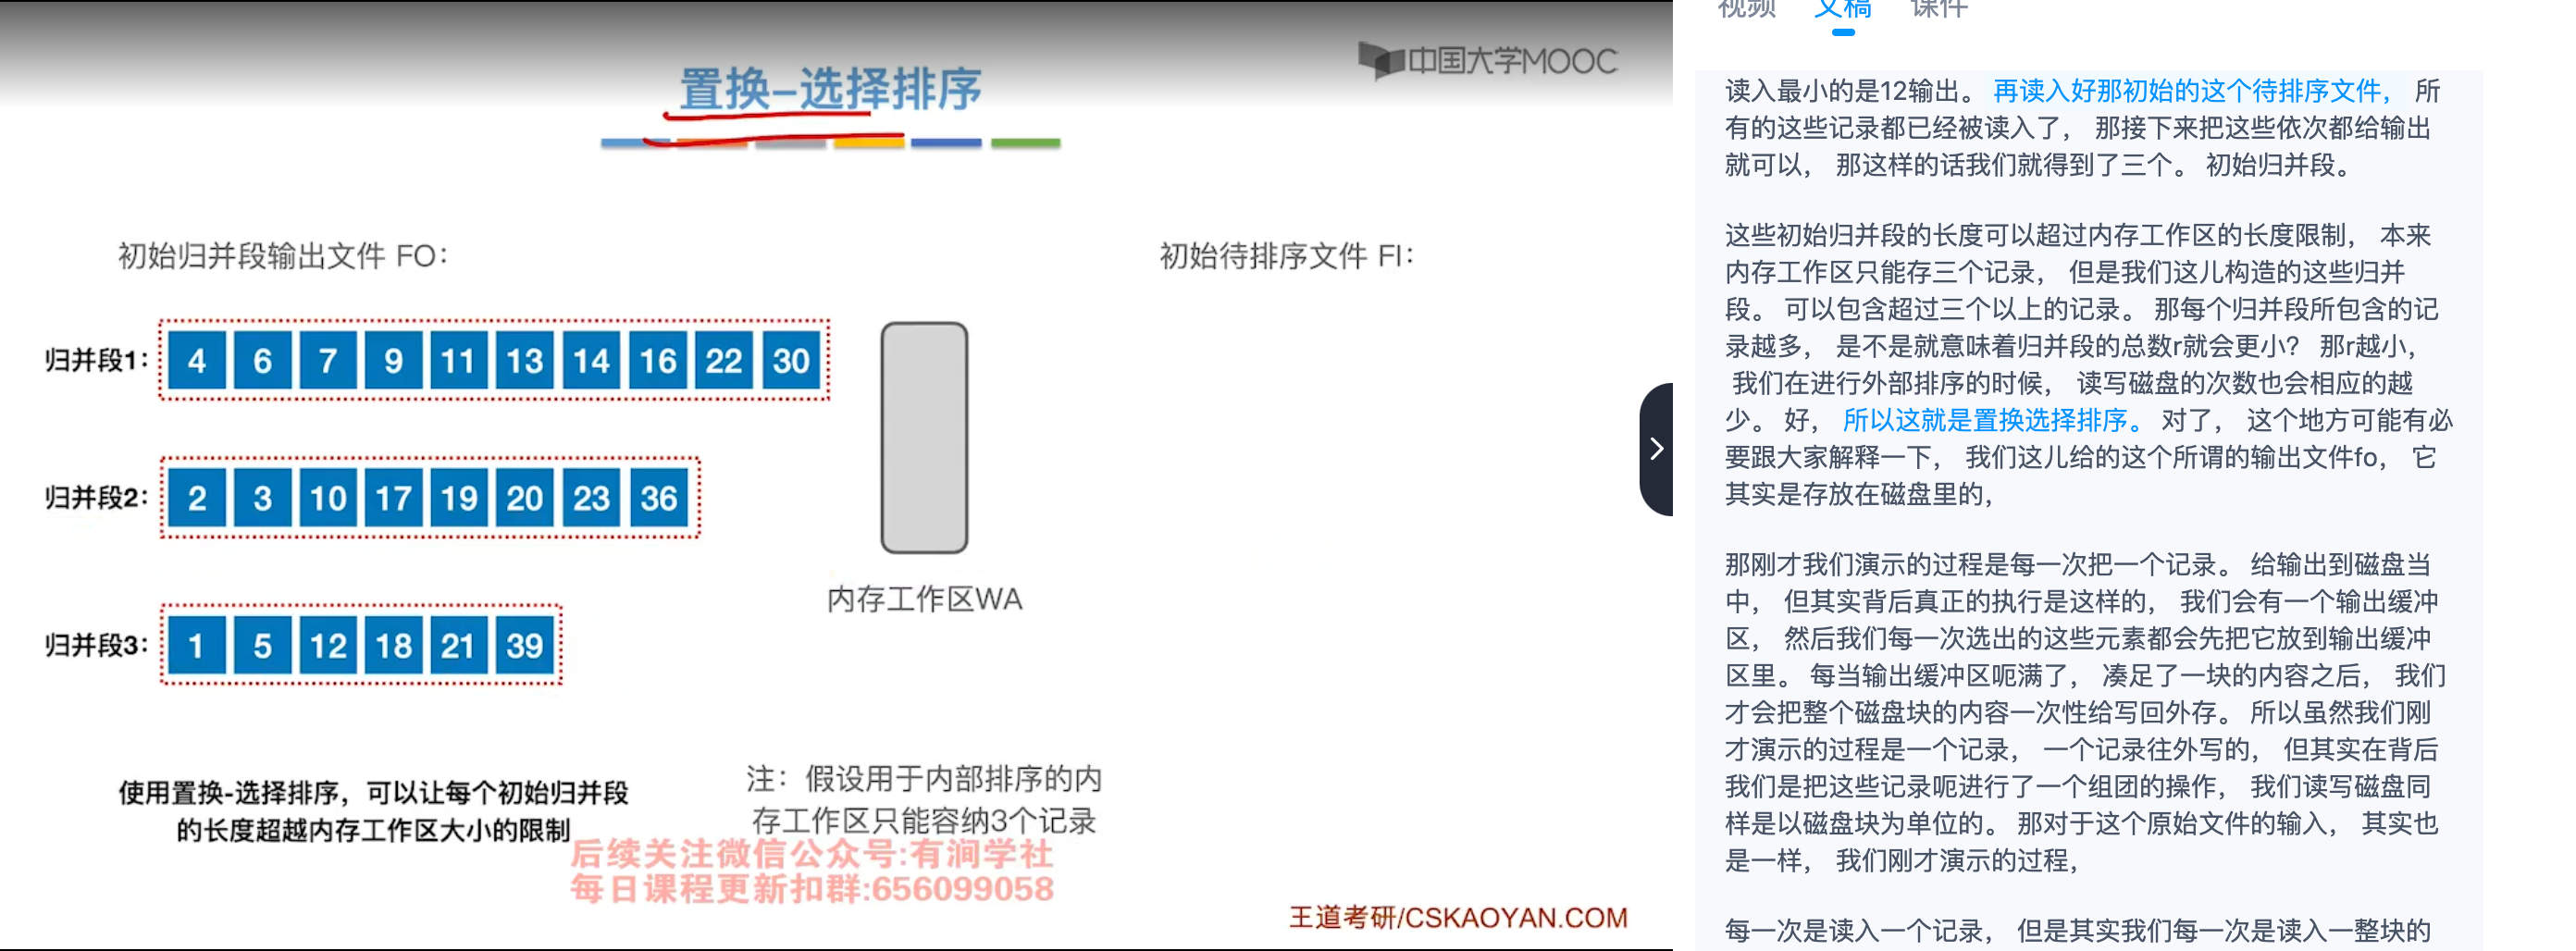 中国大学MOOC
置换–选择排序
初始归并段输出文件 FO：
初始待排序文件 FI：
归并段1： 4 6 7 9 11 13 14 16 22 30
归并段2： 2 3 10 17 19 20 23 36
归并段3： 1 5 12 18 21 39
内存工作区WA
使用置换-选择排序，可以让每个初始归并段
的长度超越内存工作区大小的限制
注：假设用于内部排序的内
存工作区只能容纳3个记录
后续关注微信公众号:有涧学社
每日课程更新扣群:656099058
王道考研/CSKAOYAN.COM
视频 文稿 课件
读入最小的是12输出。 再读入好那初始的这个待排序文件， 所
有的这些记录都已经被读入了， 那接下来把这些依次都给输出
就可以， 那这样的话我们就得到了三个。 初始归并段。
这些初始归并段的长度可以超过内存工作区的长度限制， 本来
内存工作区只能存三个记录， 但是我们这儿构造的这些归并
段。 可以包含超过三个以上的记录。 那每个归并段所包含的记
录越多， 是不是就意味着归并段的总数r就会更小？ 那r越小，
我们在进行外部排序的时候， 读写磁盘的次数也会相应的越
少。 好， 所以这就是置换选择排序。 对了， 这个地方可能有必
要跟大家解释一下， 我们这儿给的这个所谓的输出文件fo， 它
其实是存放在磁盘里的，
那刚才我们演示的过程是每一次把一个记录。 给输出到磁盘当
中， 但其实背后真正的执行是这样的， 我们会有一个输出缓冲
区， 然后我们每一次选出的这些元素都会先把它放到输出缓冲
区里。 每当输出缓冲区呃满了， 凑足了一块的内容之后， 我们
才会把整个磁盘块的内容一次性给写回外存。 所以虽然我们刚
才演示的过程是一个记录， 一个记录往外写的， 但其实在背后
我们是把这些记录呃进行了一个组团的操作， 我们读写磁盘同
样是以磁盘块为单位的。 那对于这个原始文件的输入， 其实也
是一样， 我们刚才演示的过程，
每一次是读入一个记录， 但是其实我们每一次是读入一整块的